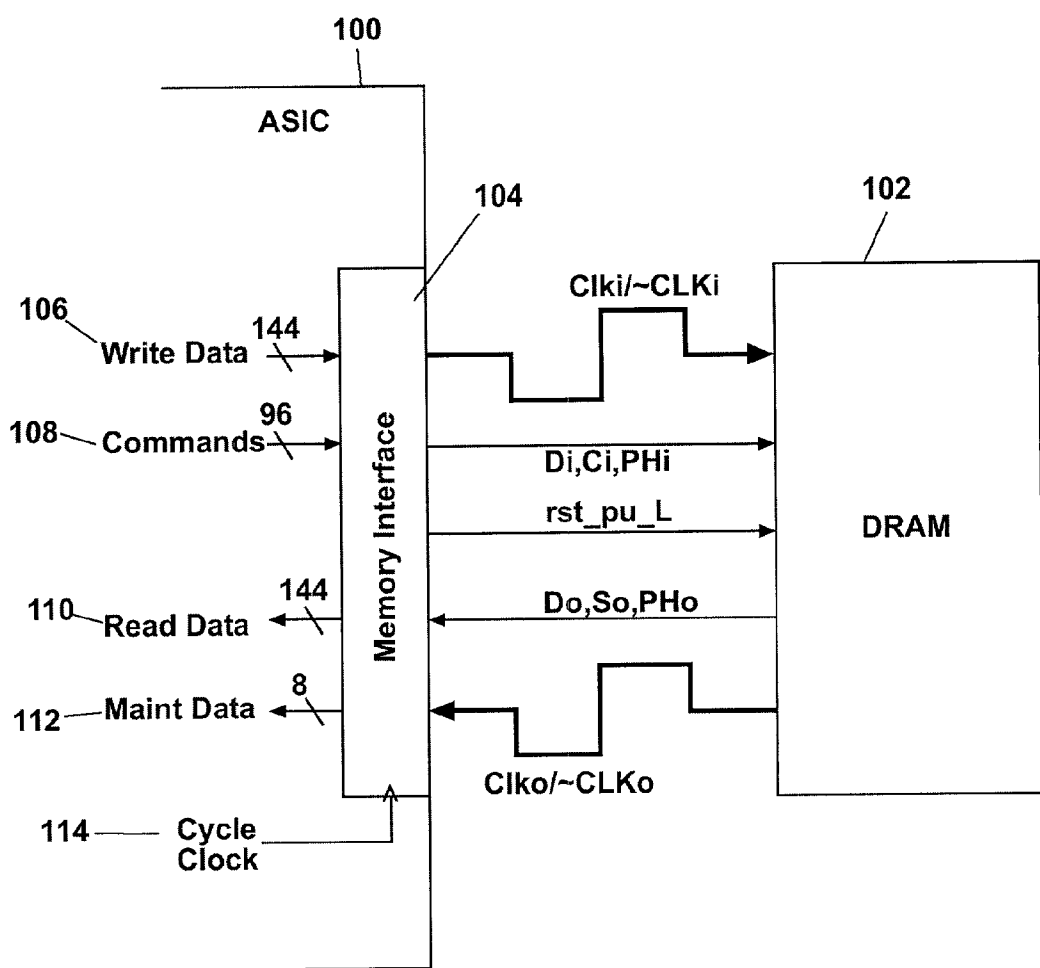 100
ASIC
104
102
Clki/~CLKi
106
144
Write Data
96
108
Commands
Di,Ci,PHi
Memory Interface
rst_pu_L
DRAM
144
Do,So,PHo
110
Read Data
8
112
Maint Data
Clko/~CLKo
114
Cycle
Clock